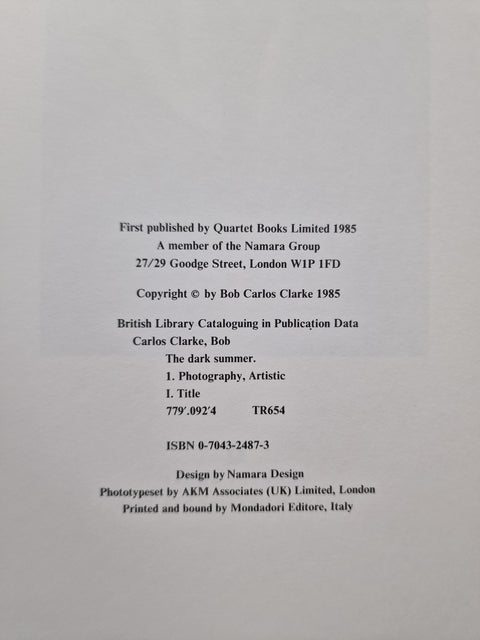 First published by Quartet Books Limited 1985
A member of the Namara Group
27/29 Goodge Street, London W1P 1FD
Copyright © by Bob Carlos Clarke 1985
British Library Cataloguing in Publication Data
Carlos Clarke, Bob
The dark summer.
1. Photography, Artistic
I. Title
779'.092'4 TR654
ISBN 0-7043-2487-3
Design by Namara Design
Phototypeset by AKM Associates (UK) Limited, London
Printed and bound by Mondadori Editore, Italy